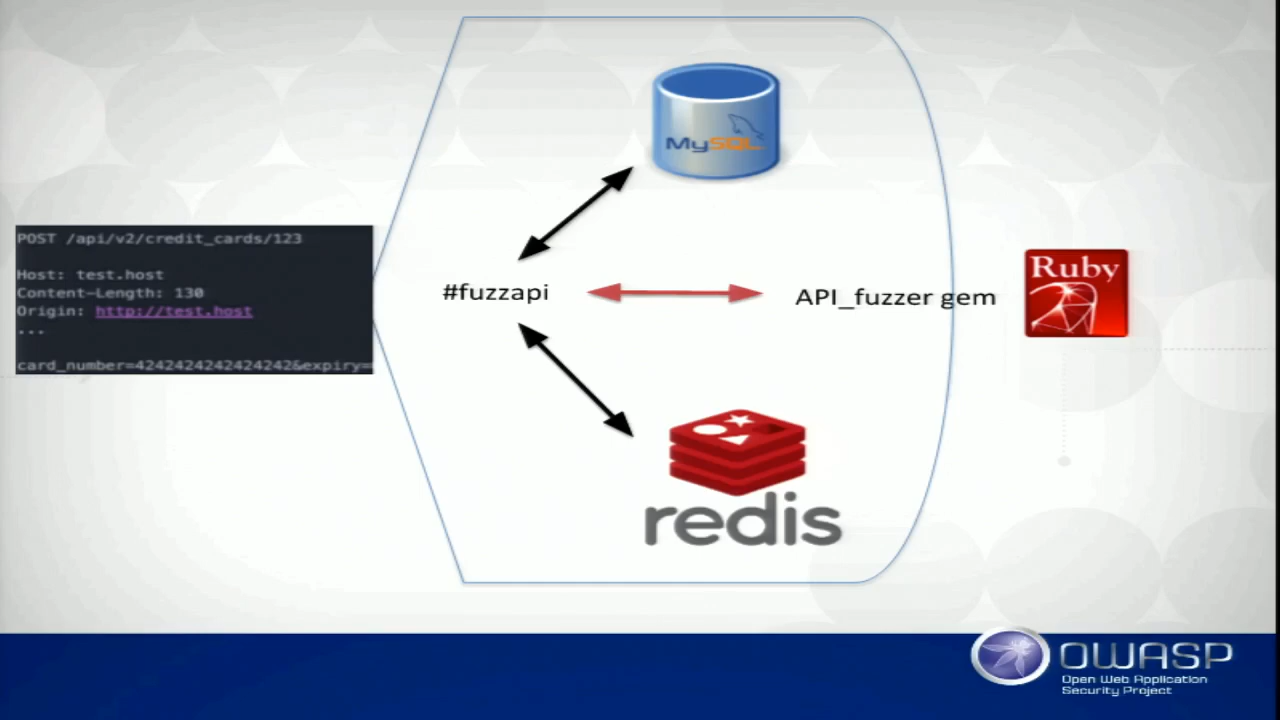 POST /api/v2/credit_cards/123
Host: test.host
Content-Length: 130
Origin: http://test.host
...
card_number=4242424242424242&expiry=
MySQL
#fuzzapi
API_fuzzer gem
Ruby
redis
OWASP
Open Web Application
Security Project